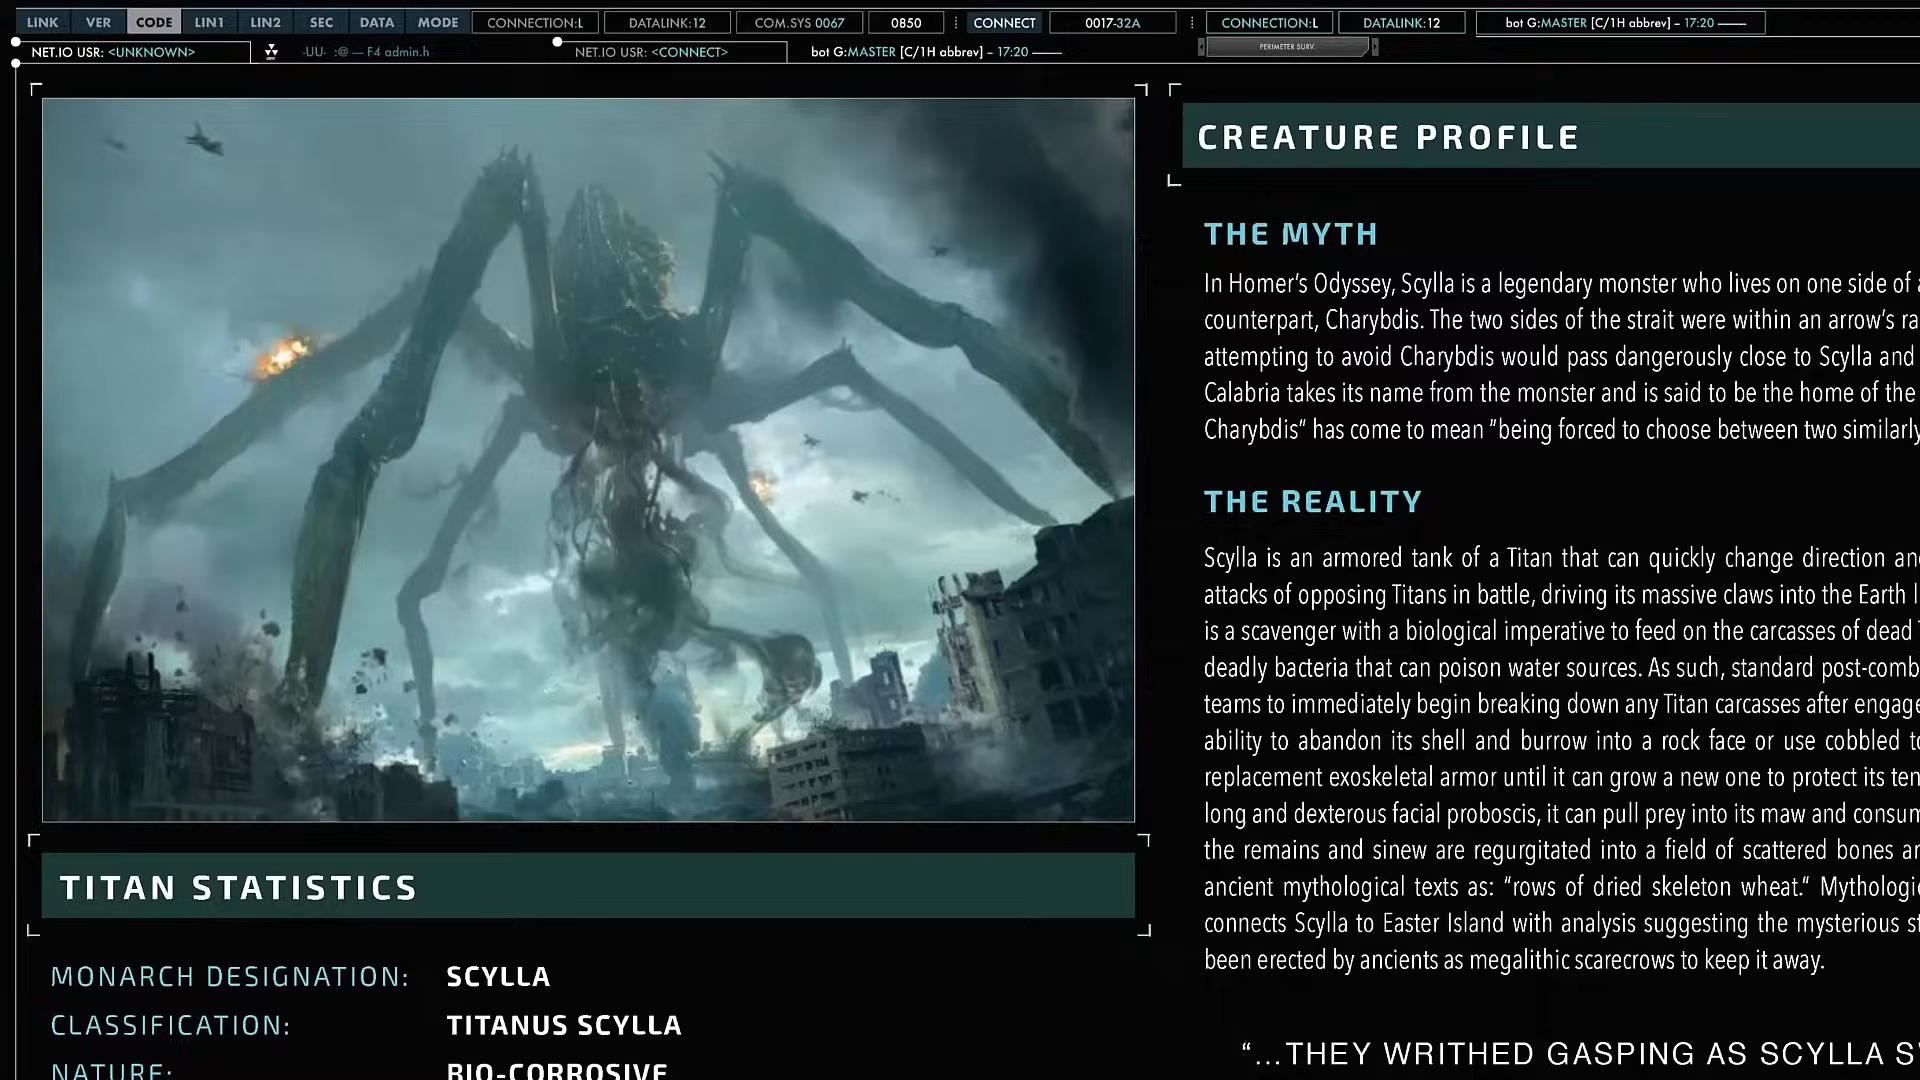 LINK VER CODE LIN1 LIN2 SEC DATA MODE CONNECTION:L DATALINK:12 COM.SYS 0067 0850 CONNECT 0017-32A CONNECTION:L DATALINK:12 bot G:MASTER [C/1H abbrev] – 17:20 ——
NET.IO USR: <UNKNOWN> -UU- :@ — F4 admin.h NET.IO USR: <CONNECT> bot G:MASTER [C/1H abbrev] – 17:20 —— PERIMETER SURV.
CREATURE PROFILE
THE MYTH
In Homer's Odyssey, Scylla is a legendary monster who lives on one side of
counterpart, Charybdis. The two sides of the strait were within an arrow's ra
attempting to avoid Charybdis would pass dangerously close to Scylla and
Calabria takes its name from the monster and is said to be the home of the
Charybdis" has come to mean "being forced to choose between two similarly
THE REALITY
Scylla is an armored tank of a Titan that can quickly change direction and
attacks of opposing Titans in battle, driving its massive claws into the Earth l
is a scavenger with a biological imperative to feed on the carcasses of dead
deadly bacteria that can poison water sources. As such, standard post-comb
teams to immediately begin breaking down any Titan carcasses after engage
ability to abandon its shell and burrow into a rock face or use cobbled to
replacement exoskeletal armor until it can grow a new one to protect its ten
long and dexterous facial proboscis, it can pull prey into its maw and consum
the remains and sinew are regurgitated into a field of scattered bones
ancient mythological texts as: "rows of dried skeleton wheat." Mythologic
connects Scylla to Easter Island with analysis suggesting the mysterious st
been erected by ancients as megalithic scarecrows to keep it away.
"...THEY WRITHED GASPING AS SCYLLA
TITAN STATISTICS
MONARCH DESIGNATION: SCYLLA
CLASSIFICATION: TITANUS SCYLLA
NATURE: BIO-CORROSIVE